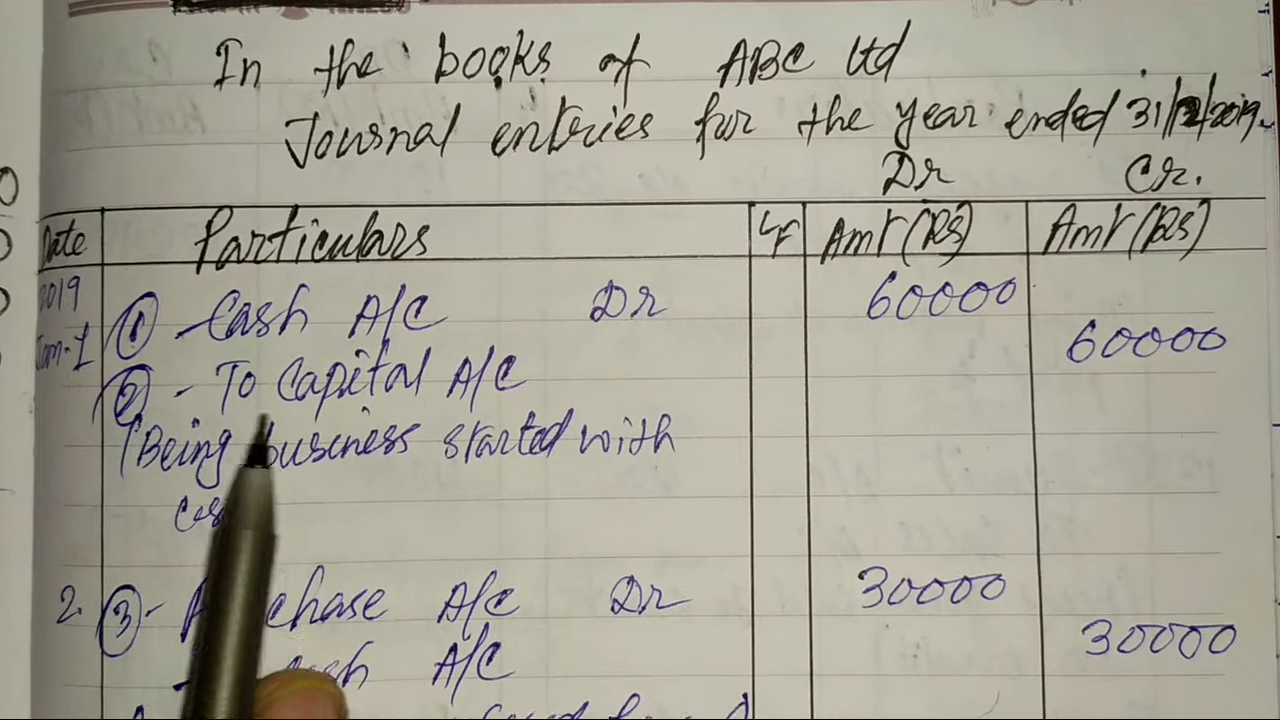 In the books of ABC Ltd
Journal entries for the year ended 31/12/2019.
Dr Cr.
Date Particulars LF Amt (Rs) Amt (Rs)
2019 ① - Cash A/C Dr 60000
Jan-1 60000
② - To Capital A/C
(Being business started with
2. ③ - Dr 30000
A/C 30000